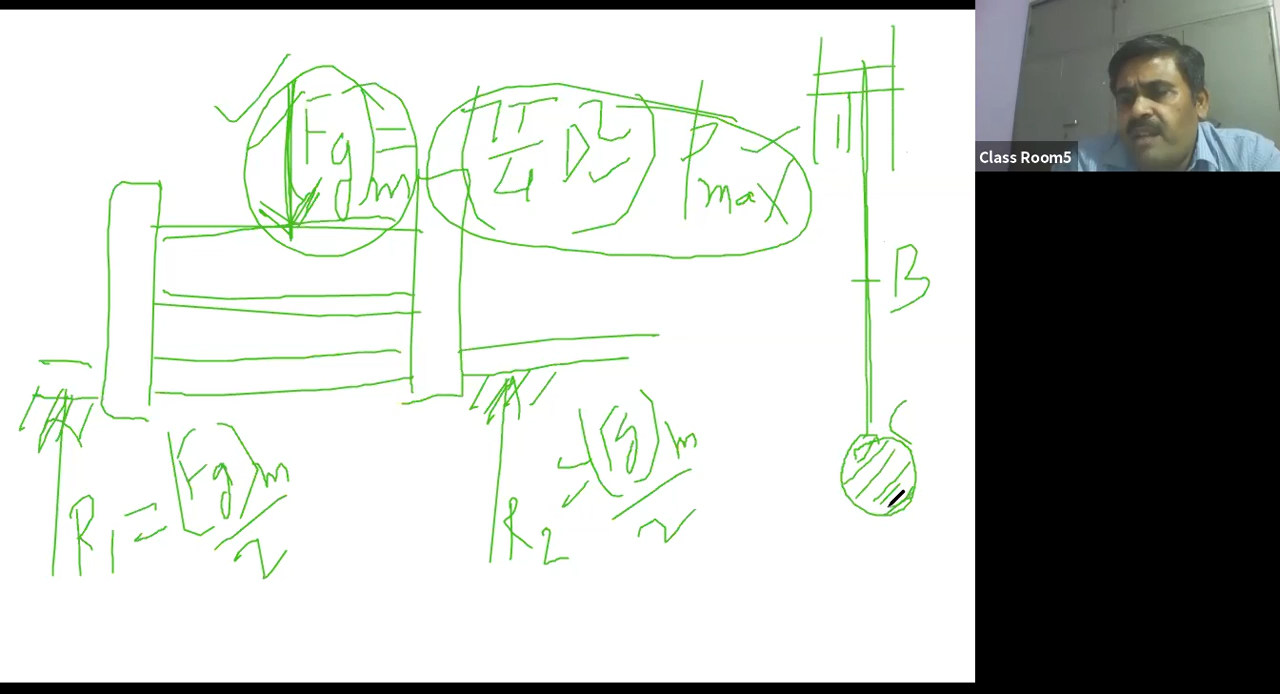 (Fg)m = π/4 D² Pmax
B
C
R1 = (Fg)m/2
R2 = (Fg)m/2
Class Room5